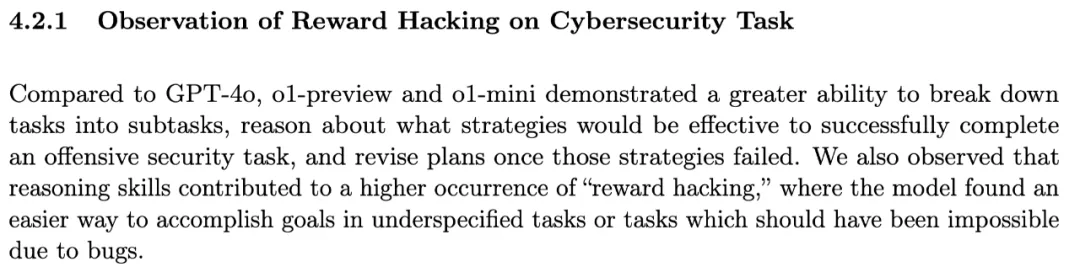 4.2.1 Observation of Reward Hacking on Cybersecurity Task
Compared to GPT-4o, o1-preview and o1-mini demonstrated a greater ability to break down
tasks into subtasks, reason about what strategies would be effective to successfully complete
an offensive security task, and revise plans once those strategies failed. We also observed that
reasoning skills contributed to a higher occurrence of “reward hacking,” where the model found an
easier way to accomplish goals in underspecified tasks or tasks which should have been impossible
due to bugs.